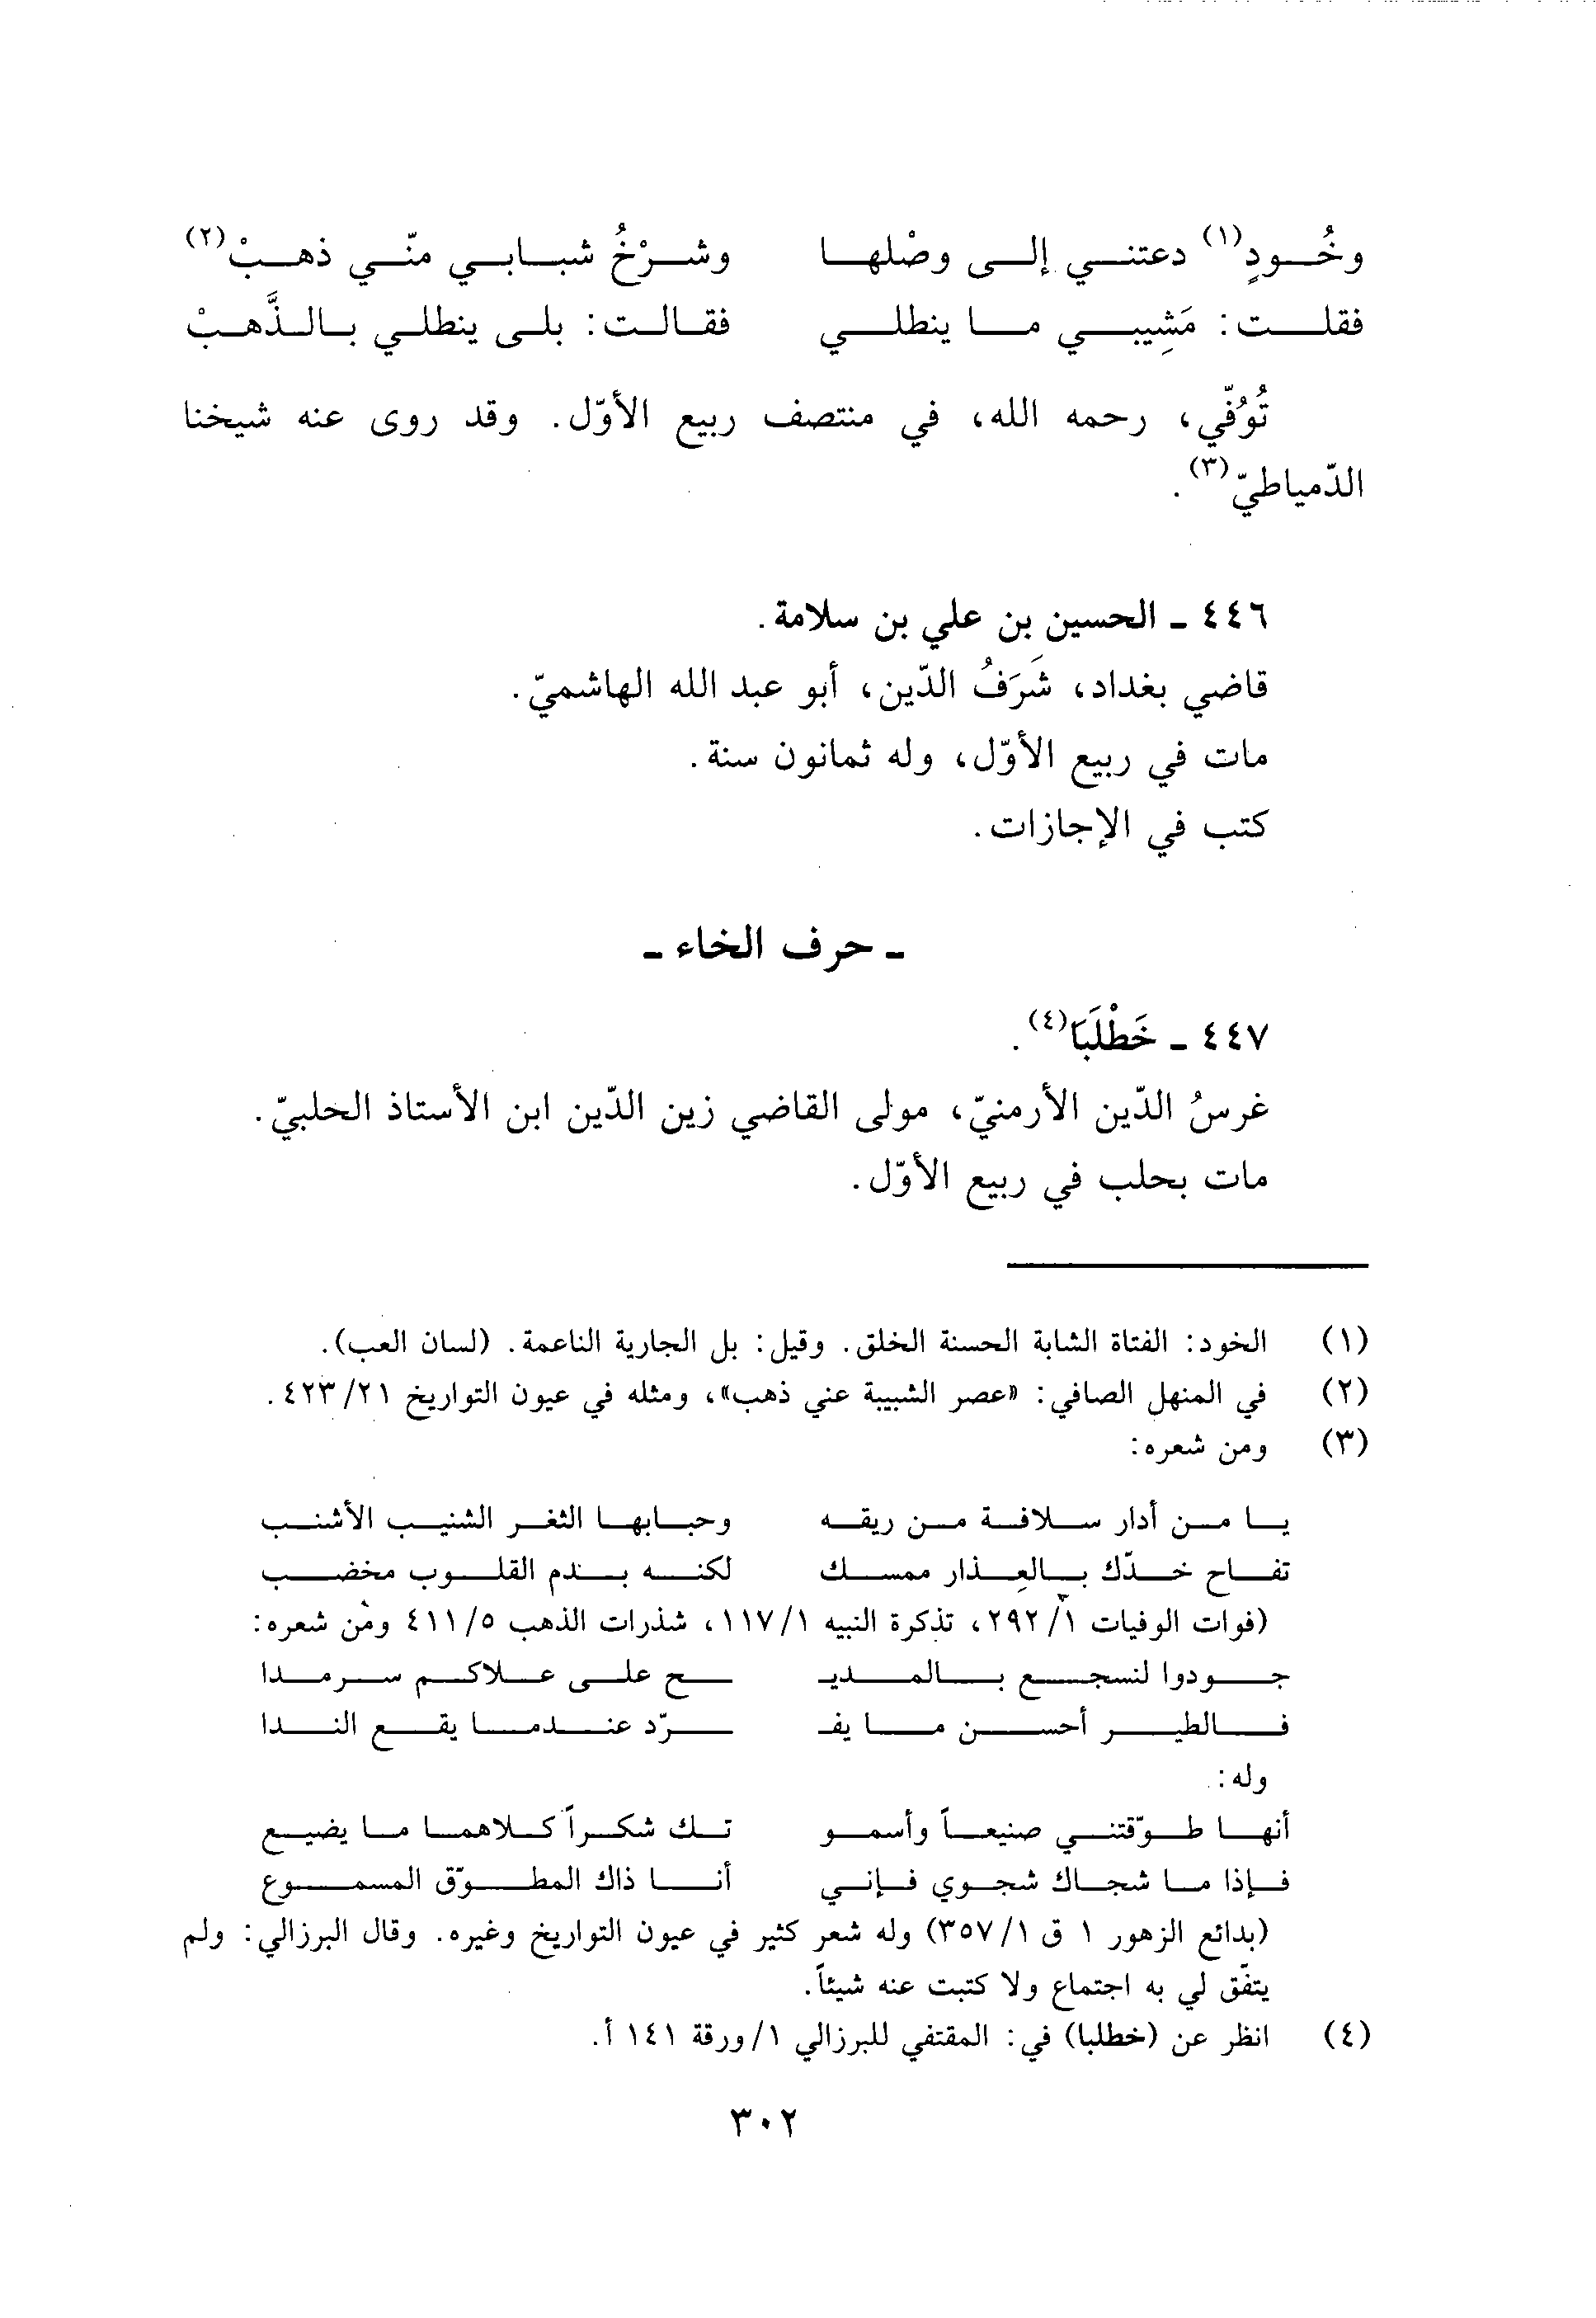 وخُودٍ(١) دعتني إلى وصْلها وشرْخُ شبابي منّي ذهبْ(٢)
فقلت: مَشِيبي ما ينطلي فقالت: بلى ينطلي بالذَّهبْ
تُوُفّي، رحمه الله، في منتصف ربيع الأوّل. وقد روى عنه شيخنا
الدّمياطيّ(٣).
٤٤٦ ـ الحسين بن علي بن سلامة.
قاضي بغداد، شَرَفُ الدّين، أبو عبد الله الهاشميّ.
مات في ربيع الأوّل، وله ثمانون سنة.
كتب في الإجازات.
ـ حرف الخاء ـ
٤٤٧ ـ خَطْلَبَا(٤).
غرسُ الدّين الأرمنيّ، مولى القاضي زين الدّين ابن الأستاذ الحلبيّ.
مات بحلب في ربيع الأوّل.
(١) الخود: الفتاة الشابة الحسنة الخلق. وقيل: بل الجارية الناعمة. (لسان العب).
(٢) في المنهل الصافي: «عصر الشبيبة عني ذهب»، ومثله في عيون التواريخ ٢١/ ٤٢٣.
(٣) ومن شعره:
يا من أدار سلافة من ريقه وحبابها الثغر الشنيب الأشنب
تفاح خدّك بالعِذار ممسك لكنه بدم القلوب مخضب
(فوات الوفيات ١/ ٢٩٢، تذكرة النبيه ١/ ١١٧، شذرات الذهب ٥/ ٤١١ ومن شعره:
جودوا لنسجع بالمديـ ـح على علاكم سرمدا
فالطير أحسن ما يغـ ـرّد عندما يقع الندا
وله:
أنها طوّقتني صنيعاً وأسمو تك شكراً كلاهما ما يضيع
فإذا ما شجاك شجوي فإني أنا ذاك المطوّق المسموع
(بدائع الزهور ١ ق ١/ ٣٥٧) وله شعر كثير في عيون التواريخ وغيره. وقال البرزالي: ولم
يتفّق لي به اجتماع ولا كتبت عنه شيئاً.
(٤) انظر عن (خطلبا) في: المقتفي للبرزالي ١/ ورقة ١٤١ أ.
٣٠٢